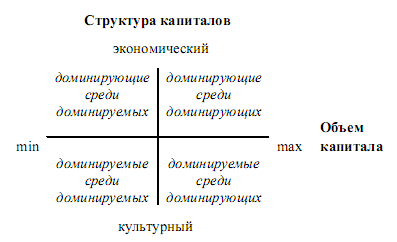 Структура капиталов
экономический
доминирующие
среди
доминируемых
доминирующие
среди
доминирующих
min
max
Объем
капитала
доминируемые
среди
доминируемых
доминируемые
среди
доминирующих
культурный